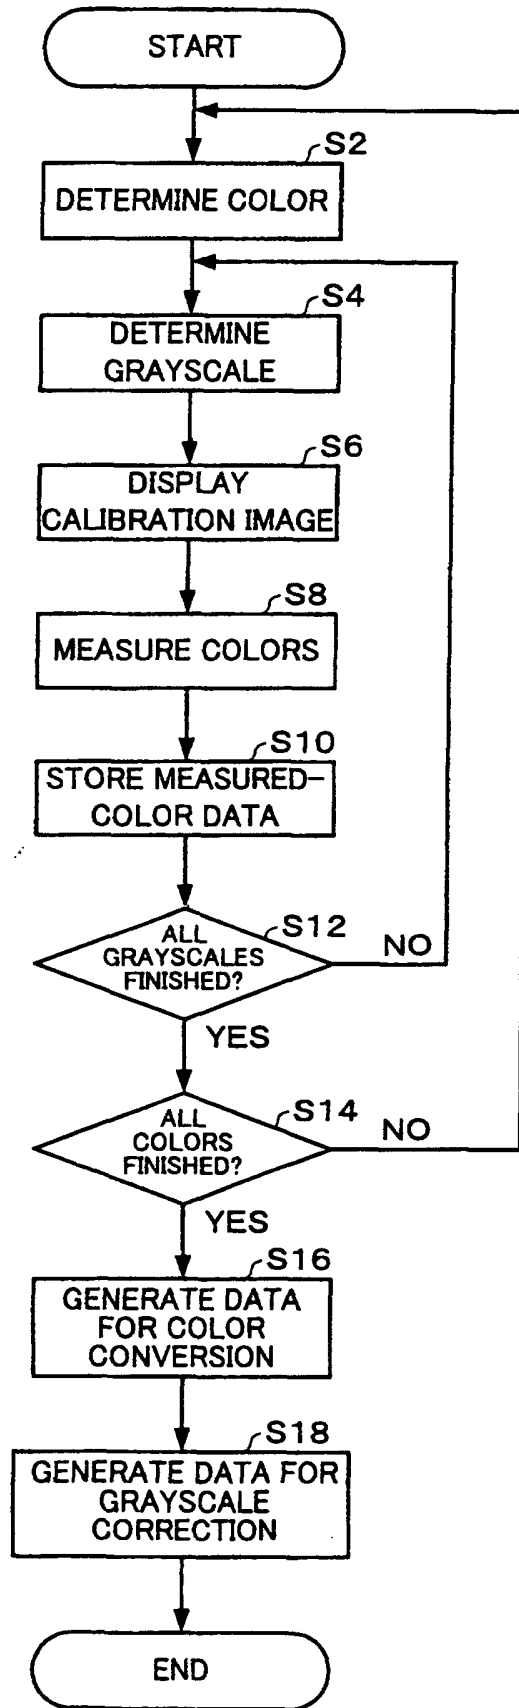 START
S2
DETERMINE COLOR
S4
DETERMINE
GRAYSCALE
S6
DISPLAY
CALIBRATION IMAGE
S8
MEASURE COLORS
S10
STORE MEASURED-
COLOR DATA
S12
ALL
GRAYSCALES
FINISHED?
NO
YES
S14
ALL
COLORS
FINISHED?
NO
YES
S16
GENERATE DATA
FOR COLOR
CONVERSION
S18
GENERATE DATA FOR
GRAYSCALE
CORRECTION
END